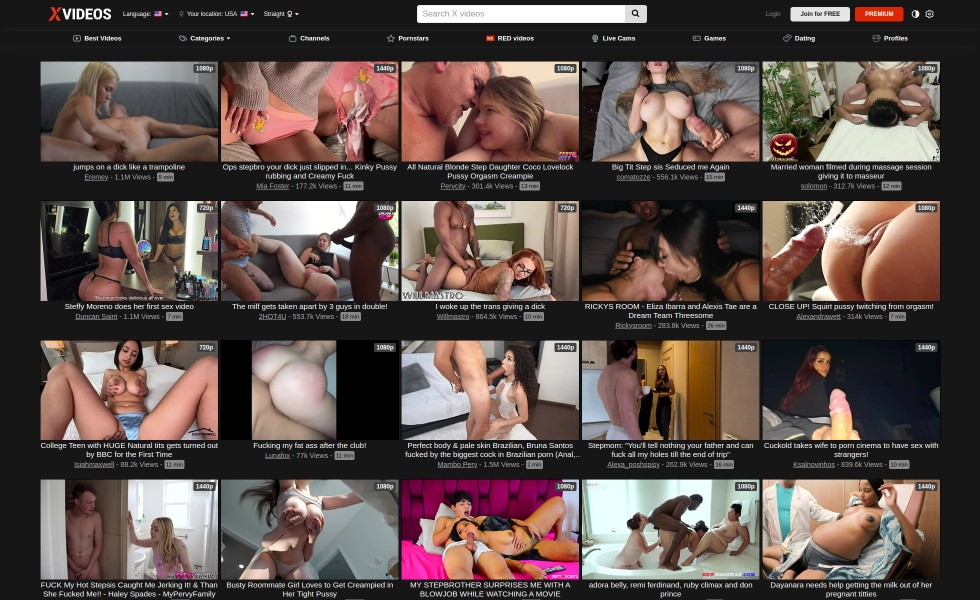 XVIDEOS
Language:
Your location: USA
Straight
Search X videos
Login
Join for FREE
PREMIUM
Best Videos
Categories
Channels
Pornstars
RED videos
Live Cams
Games
Dating
Profiles
1080p
1440p
1080p
1080p
1080p
jumps on a dick like a trampoline
Eremey - 1.1M Views - 9 min
Ops stepbro your dick just slipped in... Kinky Pussy
rubbing and Creamy Fuck
Mia Foster - 177.2k Views - 11 min
All Natural Blonde Step Daughter Coco Lovelock
Pussy Orgasm Creampie
Pervcity - 301.4k Views - 13 min
Big Tit Step sis Seduced me Again
comatozze - 556.1k Views - 15 min
Married woman filmed during massage session
giving it to masseur
solomon - 312.7k Views - 12 min
720p
1080p
720p
1440p
1080p
WILLMASTRO
Steffy Moreno does her first sex video
Duncan Saint - 1.1M Views - 7 min
The milf gets taken apart by 3 guys in double!
2HOT4U - 553.7k Views - 18 min
I woke up the trans giving a dick
Willmastro - 864.5k Views - 10 min
RICKYS ROOM - Eliza Ibarra and Alexis Tae are a
Dream Team Threesome
Rickysroom - 283.8k Views - 26 min
CLOSE UP! Squirt pussy twitching from orgasm!
Alexandrawett - 314k Views - 7 min
720p
1080p
1440p
1440p
1440p
College Teen with HUGE Natural tits gets turned out
by BBC for the First Time
Isiahmaxwell - 88.2k Views - 11 min
Fucking my fat ass after the club!
Lunafox - 77k Views - 11 min
Perfect body & pale skin Brazilian, Bruna Santos
fucked by the biggest cock in Brazilian porn (Anal,..
Mambo Perv - 1.5M Views - 2 min
Stepmom: "You'll tell nothing your father and can
fuck all my holes till the end of trip"
Alexa_poshspisy - 262.9k Views - 16 min
Cuckold takes wife to porn cinema to have sex with
strangers!
Ksalnovinhos - 839.6k Views - 10 min
1440p
1080p
1080p
1080p
1440p
FUCK My Hot Stepsis Caught Me Jerking It! & Than
She Fucked Me!! - Haley Spades - MyPervyFamily
Busty Roommate Girl Loves to Get Creampied in
Her Tight Pussy
MY STEPBROTHER SURPRISES ME WITH A
BLOWJOB WHILE WATCHING A MOVIE
adora belly, remi ferdinand, ruby climax and don
prince
Dayanara needs help getting the milk out of her
pregnant titties